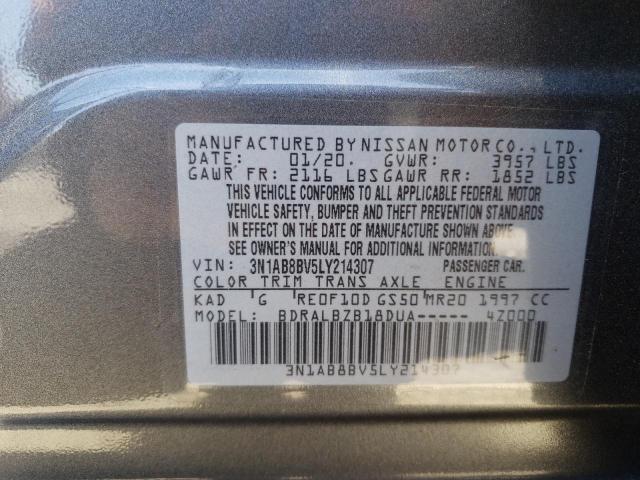 MANUFACTURED BY NISSAN MOTOR CO., LTD.
DATE: 01/20. GVWR: 3957 LBS
GAWR FR: 2116 LBS GAWR RR: 1852 LBS
THIS VEHICLE CONFORMS TO ALL APPLICABLE FEDERAL MOTOR
VEHICLE SAFETY, BUMPER AND THEFT PREVENTION STANDARDS
IN EFFECT ON THE DATE OF MANUFACTURE SHOWN ABOVE
SEE OWNER'S MANUAL FOR ADDITIONAL INFORMATION.
VIN: 3N1AB8BV5LY214307 PASSENGER CAR.
COLOR TRIM TRANS AXLE ENGINE
KAD G RE0F10D GS50 MR20 1997 CC
MODEL: BDRALBZB18DUA----- 4Z000
3N1AB8BV5LY214307